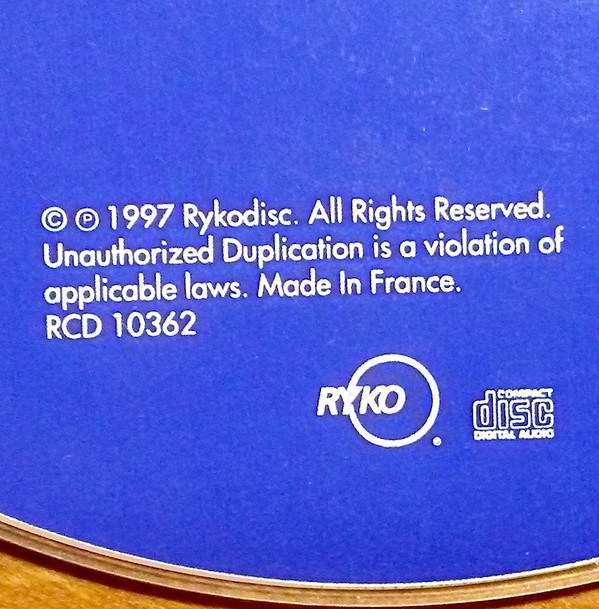 © ℗ 1997 Rykodisc. All Rights Reserved.
Unauthorized Duplication is a violation of
applicable laws. Made In France.
RCD 10362
RYKO
COMPACT
disc
DIGITAL AUDIO